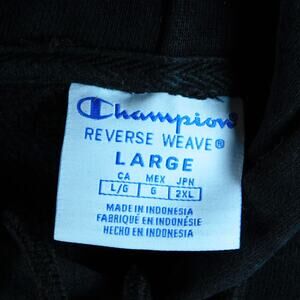 Champion
REVERSE WEAVE®
LARGE
CA MEX JPN
L/G G 2XL
MADE IN INDONESIA
FABRIQUÉ EN INDONÉSIE
HECHO EN INDONESIA